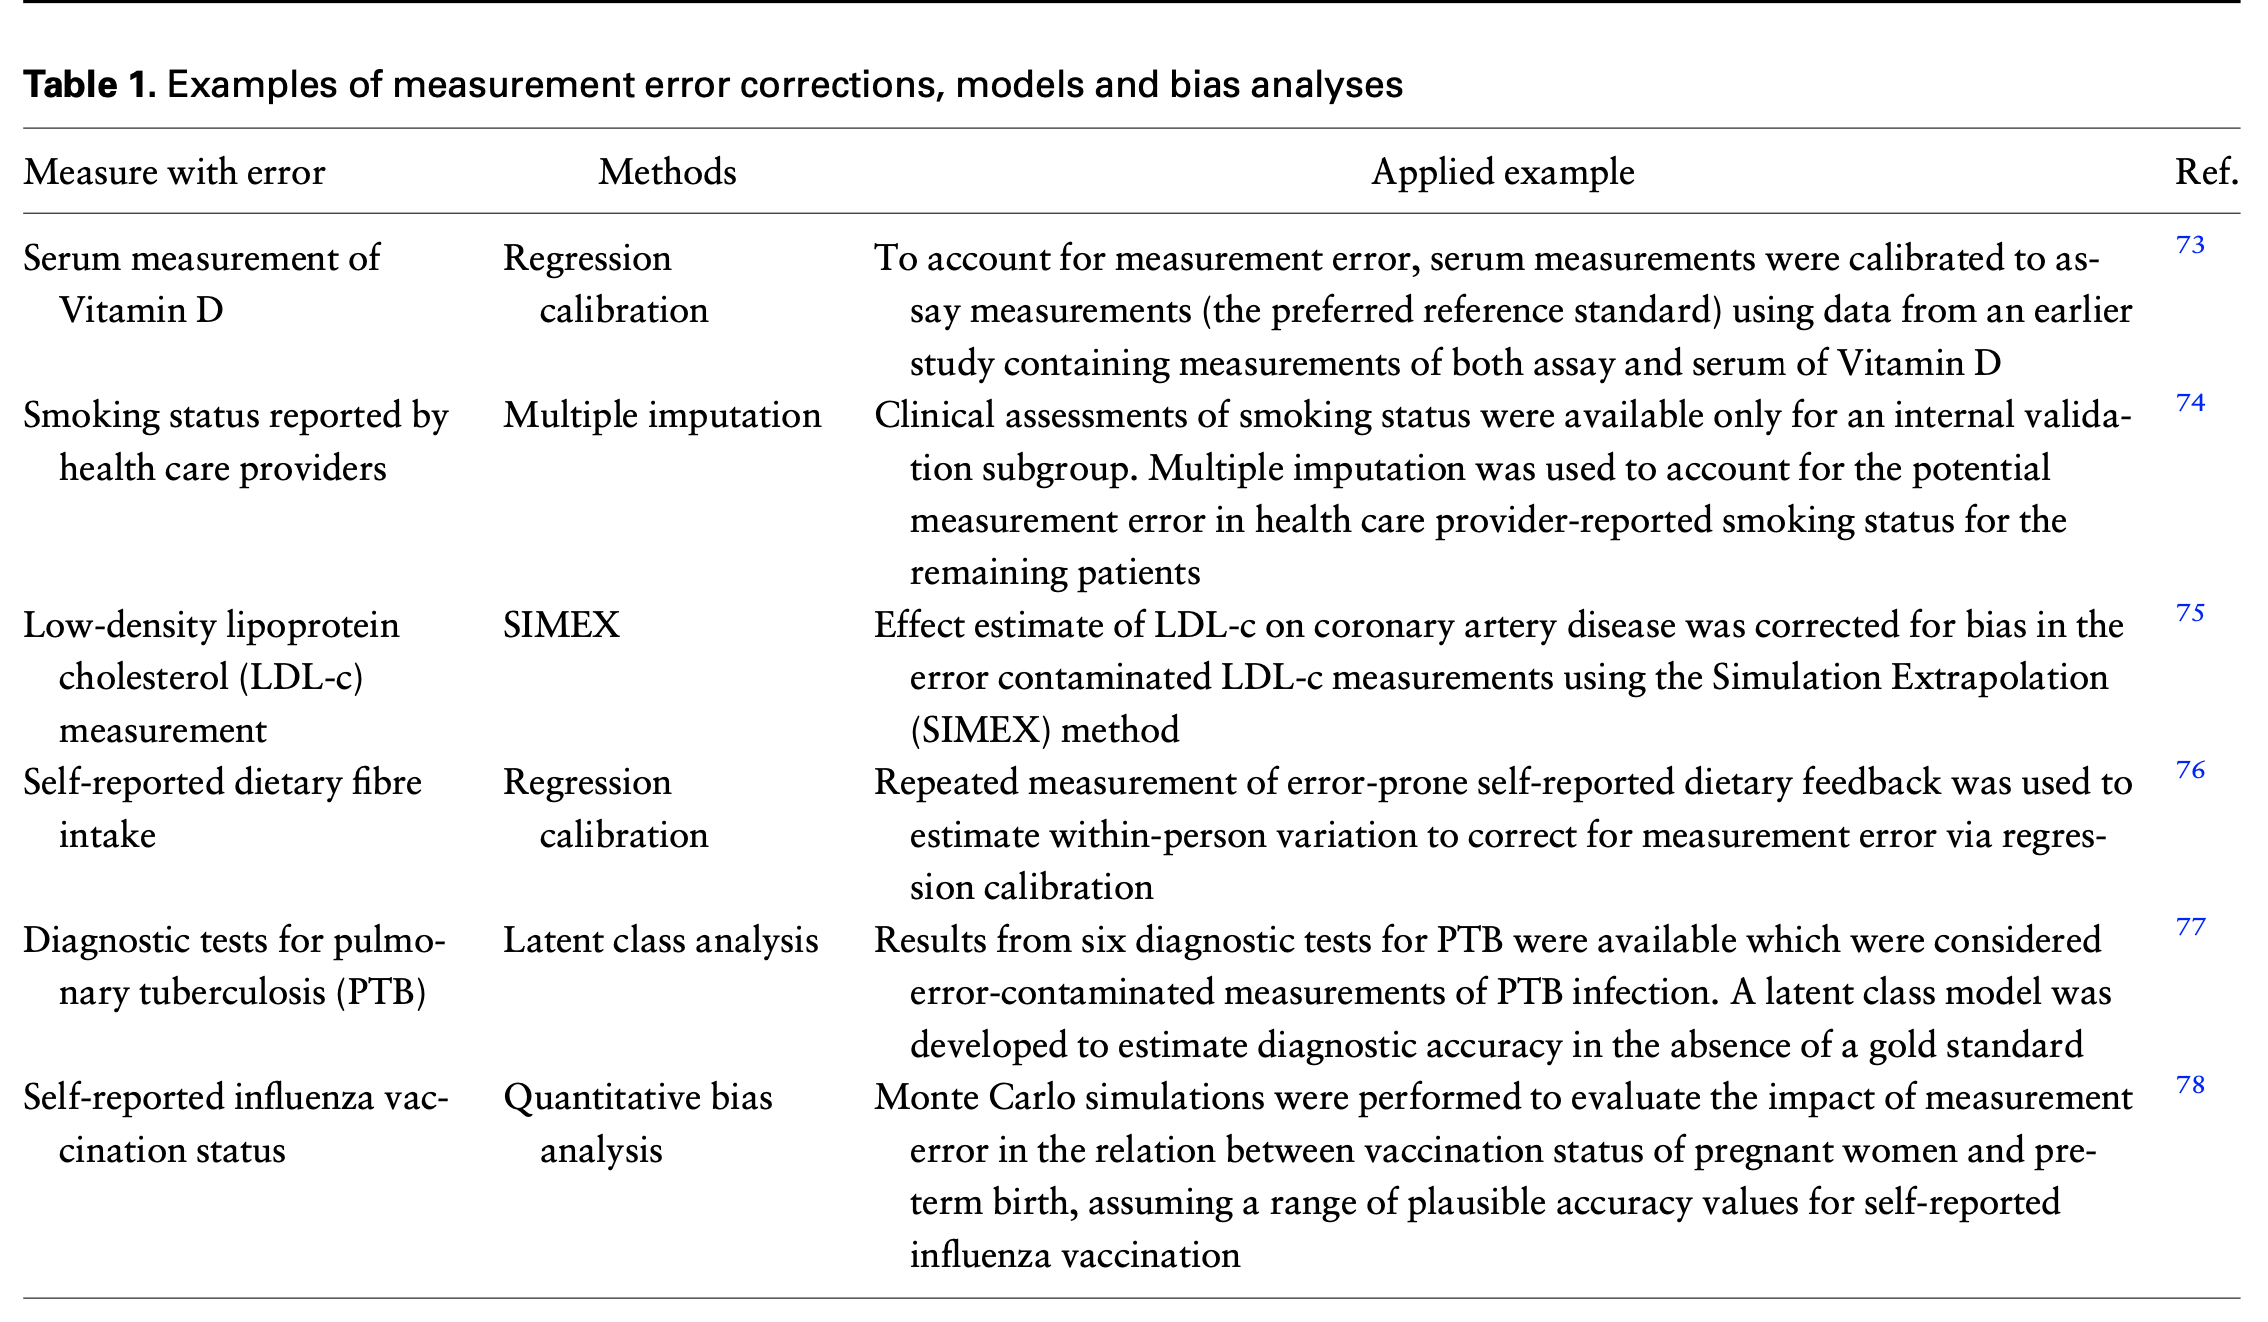 Table 1. Examples of measurement error corrections, models and bias analyses
Measure with error Methods Applied example Ref.
Serum measurement of Regression To account for measurement error, serum measurements were calibrated to as- 73
Vitamin D calibration say measurements (the preferred reference standard) using data from an earlier
study containing measurements of both assay and serum of Vitamin D
Smoking status reported by Multiple imputation Clinical assessments of smoking status were available only for an internal valida- 74
health care providers tion subgroup. Multiple imputation was used to account for the potential
measurement error in health care provider-reported smoking status for the
remaining patients
Low-density lipoprotein SIMEX Effect estimate of LDL-c on coronary artery disease was corrected for bias in the 75
cholesterol (LDL-c) error contaminated LDL-c measurements using the Simulation Extrapolation
measurement (SIMEX) method
Self-reported dietary fibre Regression Repeated measurement of error-prone self-reported dietary feedback was used to 76
intake calibration estimate within-person variation to correct for measurement error via regres-
sion calibration
Diagnostic tests for pulmo- Latent class analysis Results from six diagnostic tests for PTB were available which were considered 77
nary tuberculosis (PTB) error-contaminated measurements of PTB infection. A latent class model was
developed to estimate diagnostic accuracy in the absence of a gold standard
Self-reported influenza vac- Quantitative bias Monte Carlo simulations were performed to evaluate the impact of measurement 78
cination status analysis error in the relation between vaccination status of pregnant women and pre-
term birth, assuming a range of plausible accuracy values for self-reported
influenza vaccination